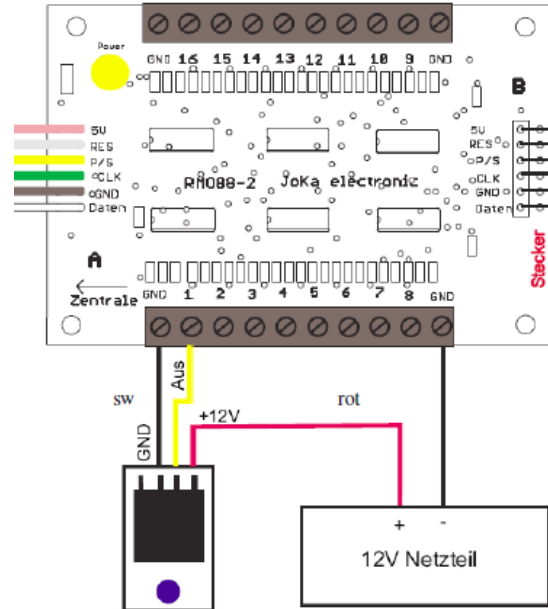 Power
GND 16 15 14 13 12 11 10 9 GND
B
5V
RES
P/S
CLK
GND
Daten
5V
RES
P/S
CLK
GND
Daten
RM088-2 JoKa electronic
Stecker
A
Zentrale
GND 1 2 3 4 5 6 7 8 GND
Aus
sw
rot
+12V
GND
+ -
12V Netzteil